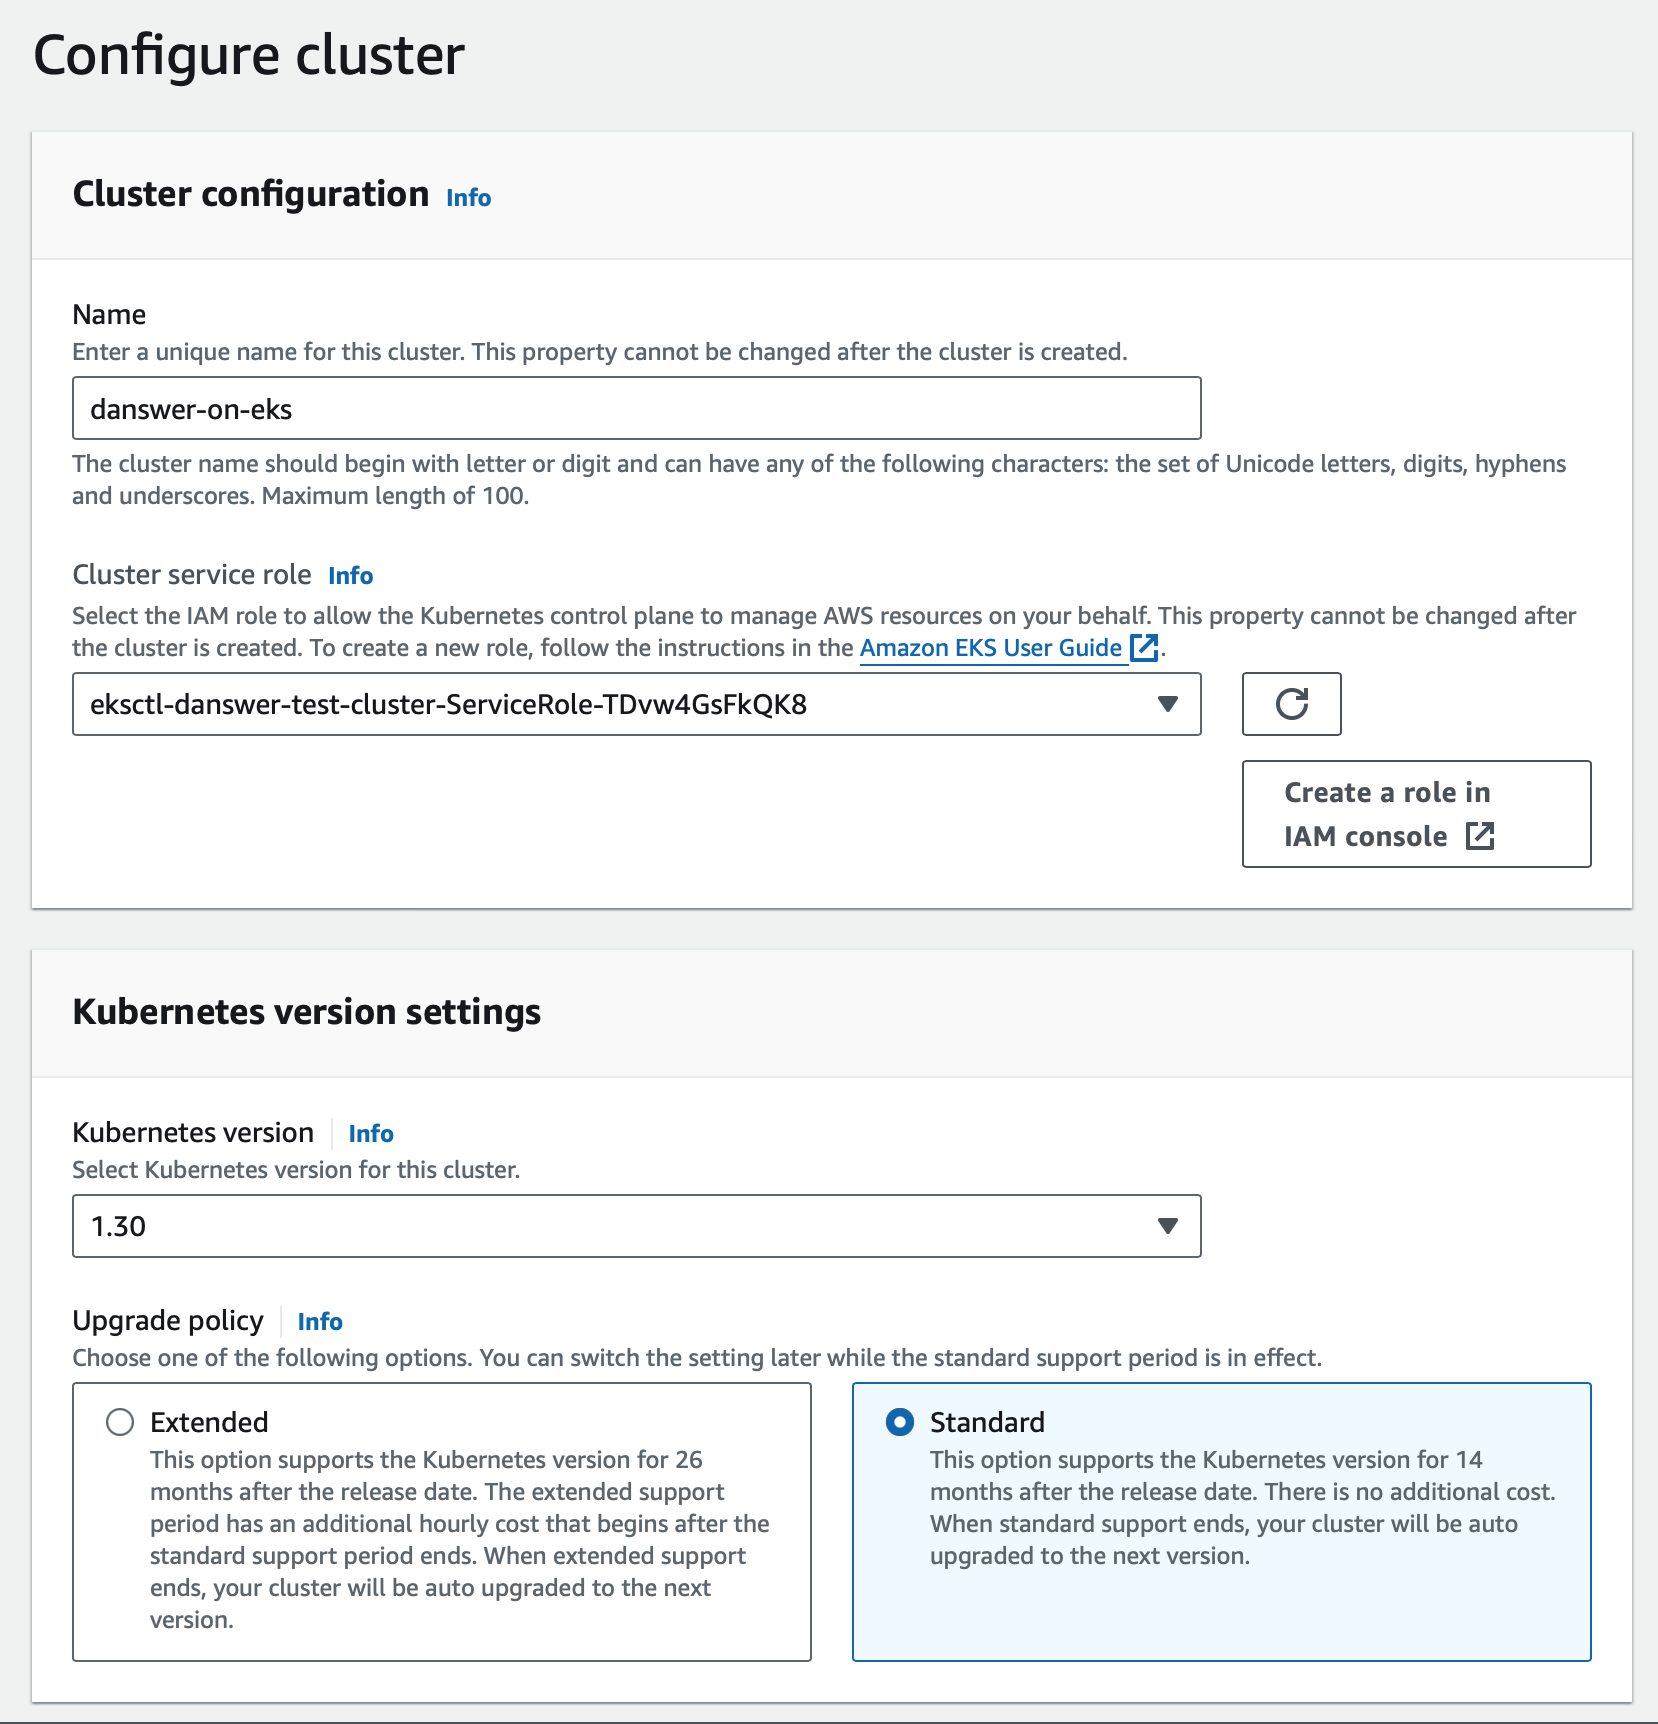 Configure cluster
Cluster configuration Info
Name
Enter a unique name for this cluster. This property cannot be changed after the cluster is created.
danswer-on-eks
The cluster name should begin with letter or digit and can have any of the following characters: the set of Unicode letters, digits, hyphens
and underscores. Maximum length of 100.
Cluster service role Info
Select the IAM role to allow the Kubernetes control plane to manage AWS resources on your behalf. This property cannot be changed after
the cluster is created. To create a new role, follow the instructions in the Amazon EKS User Guide.
eksctl-danswer-test-cluster-ServiceRole-TDvw4GsFkQK8
Create a role in
IAM console
Kubernetes version settings
Kubernetes version Info
Select Kubernetes version for this cluster.
1.30
Upgrade policy Info
Choose one of the following options. You can switch the setting later while the standard support period is in effect.
Extended
This option supports the Kubernetes version for 26
months after the release date. The extended support
period has an additional hourly cost that begins after the
standard support period ends. When extended support
ends, your cluster will be auto upgraded to the next
version.
Standard
This option supports the Kubernetes version for 14
months after the release date. There is no additional cost.
When standard support ends, your cluster will be auto
upgraded to the next version.